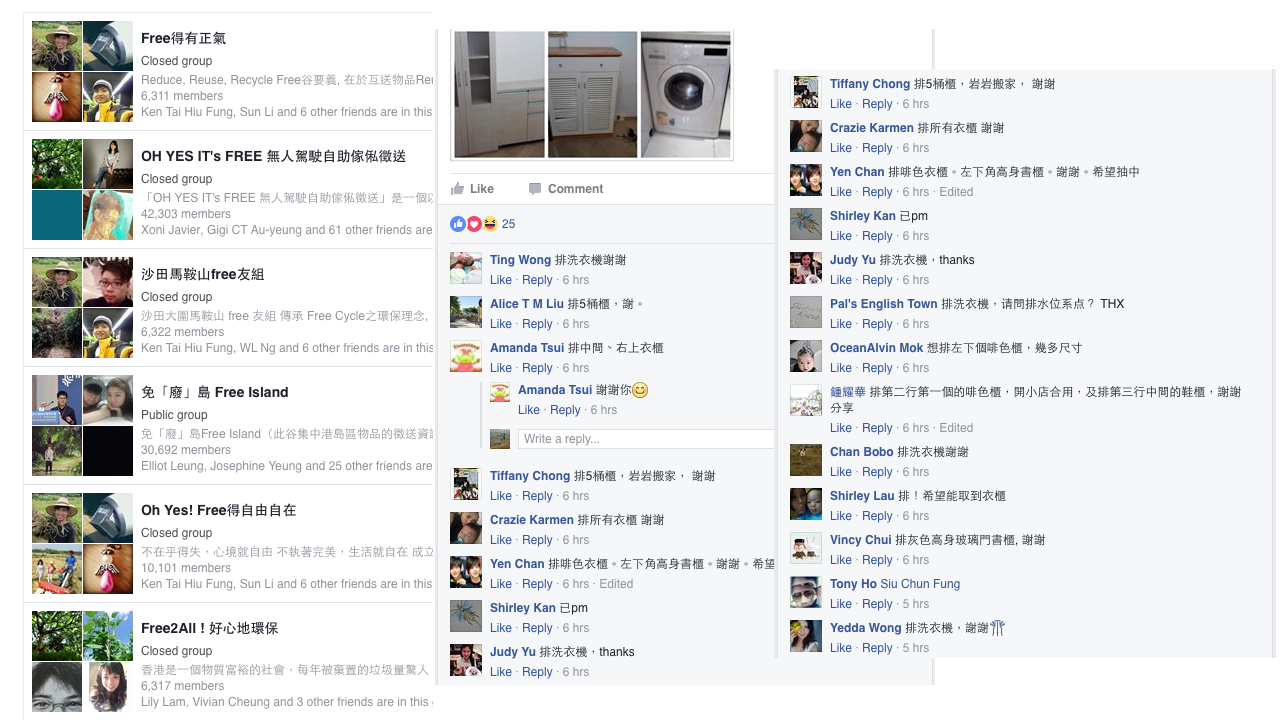 Free得有正氣
Closed group
Reduce, Reuse, Recycle Free谷要義, 在於互送物品Re
6,311 members
Ken Tai Hiu Fung, Sun Li and 6 other friends are in this
OH YES IT's FREE 無人駕駛自助傢俬徵送
Closed group
「OH YES IT's FREE 無人駕駛自助傢俬徵送」是一個
42,303 members
Xoni Javier, Gigi CT Au-yeung and 61 other friends are
沙田馬鞍山free友組
Closed group
沙田大圍馬鞍山 free 友組 傳承 Free Cycle之環保理念,
6,322 members
Ken Tai Hiu Fung, WL Ng and 6 other friends are in this
免「廢」島 Free Island
Public group
免「廢」島Free Island（此谷集中港島區物品的徵送資
30,692 members
Elliot Leung, Josephine Yeung and 25 other friends are
Oh Yes! Free得自由自在
Closed group
不在乎得失，心境就自由 不執著完美，生活就自在 成立
10,101 members
Ken Tai Hiu Fung, Sun Li and 6 other friends are in this
Free2All ! 好心地環保
Closed group
香港是一個物質富裕的社會，每年被棄置的垃圾量驚人
6,317 members
Lily Lam, Vivian Cheung and 3 other friends are in this
Like Comment
25
Ting Wong 排洗衣機謝謝
Like · Reply · 6 hrs
Alice T M Liu 排5桶櫃，謝。
Like · Reply · 6 hrs
Amanda Tsui 排中間、右上衣櫃
Like · Reply · 6 hrs
Amanda Tsui 謝謝你😊
Like · Reply · 6 hrs
Write a reply...
Tiffany Chong 排5桶櫃，岩岩搬家， 謝謝
Like · Reply · 6 hrs
Crazie Karmen 排所有衣櫃 謝謝
Like · Reply · 6 hrs
Yen Chan 排啡色衣櫃。左下角高身書櫃。謝謝。希望
Like · Reply · 6 hrs · Edited
Shirley Kan 已pm
Like · Reply · 6 hrs
Judy Yu 排洗衣機，thanks
Like · Reply · 6 hrs
Tiffany Chong 排5桶櫃，岩岩搬家， 謝謝
Like · Reply · 6 hrs
Crazie Karmen 排所有衣櫃 謝謝
Like · Reply · 6 hrs
Yen Chan 排啡色衣櫃。左下角高身書櫃。謝謝。希望抽中
Like · Reply · 6 hrs · Edited
Shirley Kan 已pm
Like · Reply · 6 hrs
Judy Yu 排洗衣機，thanks
Like · Reply · 6 hrs
Pal's English Town 排洗衣機，请問排水位系点？ THX
Like · Reply · 6 hrs
OceanAlvin Mok 想排左下個啡色櫃，幾多尺寸
Like · Reply · 6 hrs
鍾耀華 排第二行第一個的啡色櫃，開小店合用，及排第三行中間的鞋櫃，謝謝
分享
Like · Reply · 6 hrs · Edited
Chan Bobo 排洗衣機謝謝
Like · Reply · 6 hrs
Shirley Lau 排！希望能取到衣櫃
Like · Reply · 6 hrs
Vincy Chui 排灰色高身玻璃門書櫃, 謝謝
Like · Reply · 6 hrs
Tony Ho Siu Chun Fung
Like · Reply · 5 hrs
Yedda Wong 排洗衣機，謝謝
Like · Reply · 5 hrs